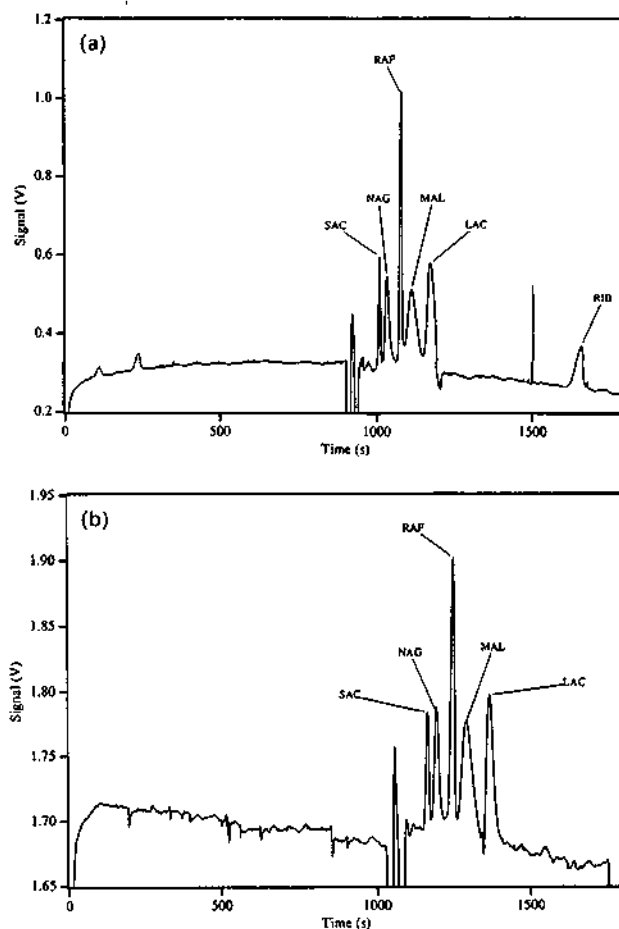 (a)
1.2
1.0
0.8
0.6
0.4
0.2
Signal (V)
RAF
NAG
MAL
SAC
LAC
RIB
0 500 1000 1500
Time (s)
(b)
1.95
1.90
1.85
1.80
1.75
1.70
1.65
Signal (V)
RAF
NAG
MAL
SAC
LAC
0 500 1000 1500
Time (s)